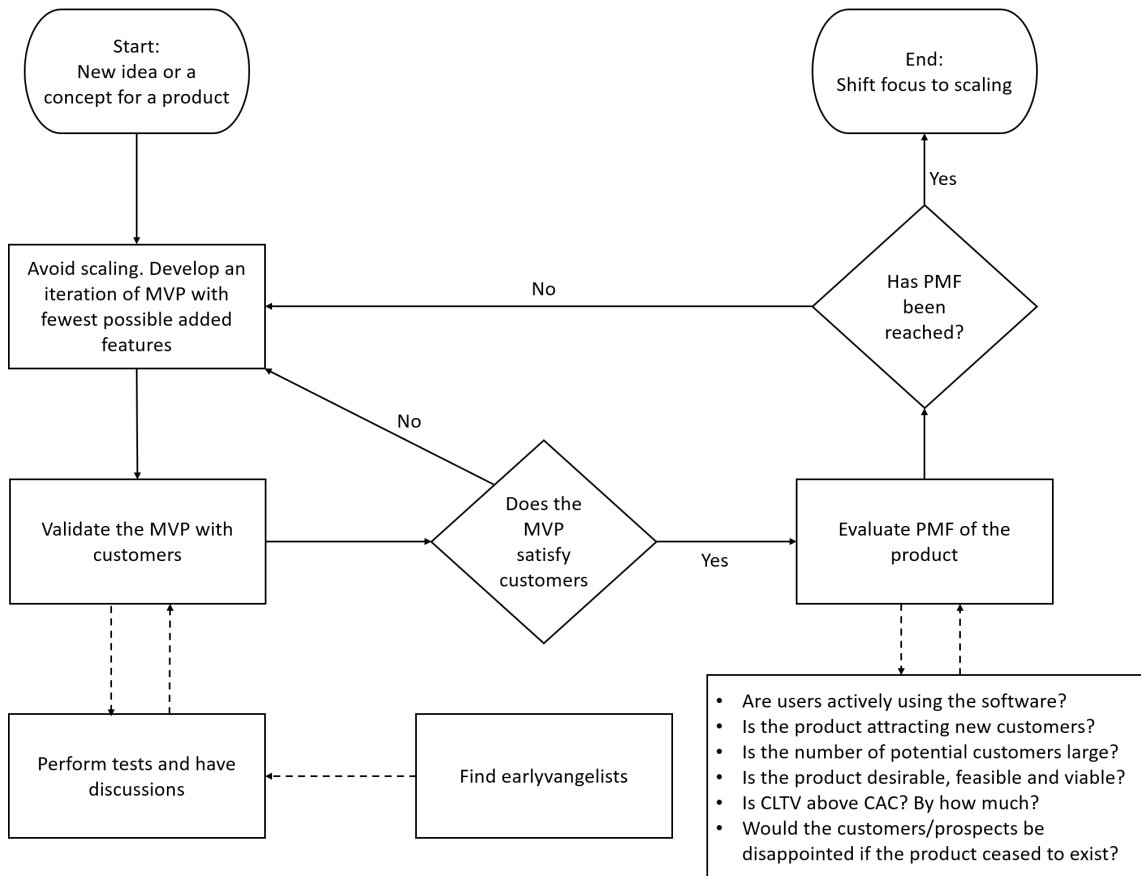 Start:
New idea or a
concept for a product
End:
Shift focus to scaling
Yes
Avoid scaling. Develop an
iteration of MVP with
fewest possible added
features
No
Has PMF
been
reached?
No
Validate the MVP with
customers
Does the
MVP
satisfy
customers
Yes
Evaluate PMF of the
product
Perform tests and have
discussions
Find earlyvangelists
• Are users actively using the software?
• Is the product attracting new customers?
• Is the number of potential customers large?
• Is the product desirable, feasible and viable?
• Is CLTV above CAC? By how much?
• Would the customers/prospects be
disappointed if the product ceased to exist?